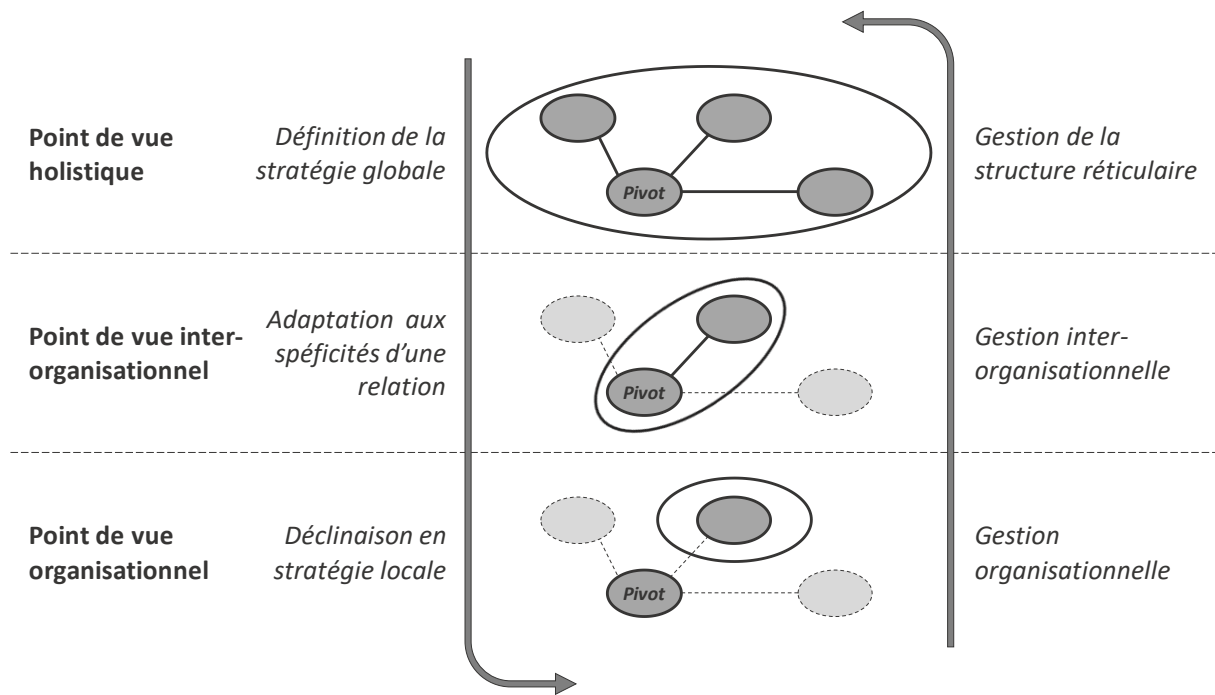 Point de vue
holistique
Définition de la
stratégie globale
Pivot
Gestion de la
structure réticulaire
Point de vue inter-
organisationnel
Adaptation aux
spéficités d'une
relation
Pivot
Gestion inter-
organisationnelle
Point de vue
organisationnel
Déclinaison en
stratégie locale
Pivot
Gestion
organisationnelle